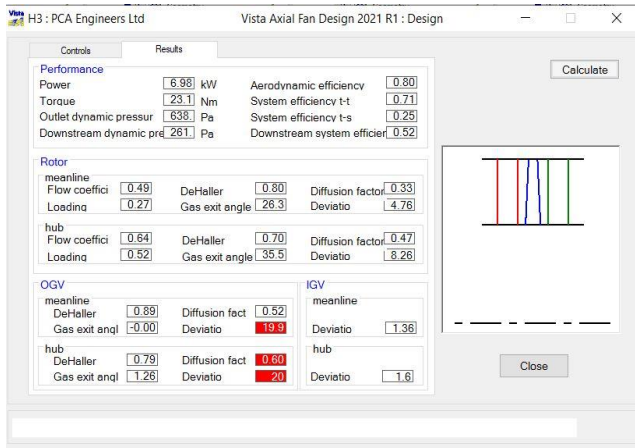 Vista H3 : PCA Engineers Ltd Vista Axial Fan Design 2021 R1 : Design
Controls Results
Performance
Power 6.98 kW Aerodynamic efficiency 0.80
Torque 23.1 Nm System efficiency t-t 0.71
Outlet dynamic pressur 638. Pa System efficiency t-s 0.25
Downstream dynamic pre 261. Pa Downstream system efficier 0.52
Calculate
Rotor
meanline
Flow coeffici 0.49 DeHaller 0.80 Diffusion factor 0.33
Loading 0.27 Gas exit angle 26.3 Deviatio 4.76
hub
Flow coeffici 0.64 DeHaller 0.70 Diffusion factor 0.47
Loading 0.52 Gas exit angle 35.5 Deviatio 8.26
OGV
meanline
DeHaller 0.89 Diffusion fact 0.52
Gas exit angl -0.00 Deviatio 19.9
hub
DeHaller 0.79 Diffusion fact 0.60
Gas exit angl 1.26 Deviatio 20
IGV
meanline
Deviatio 1.36
hub
Deviatio 1.6
Close